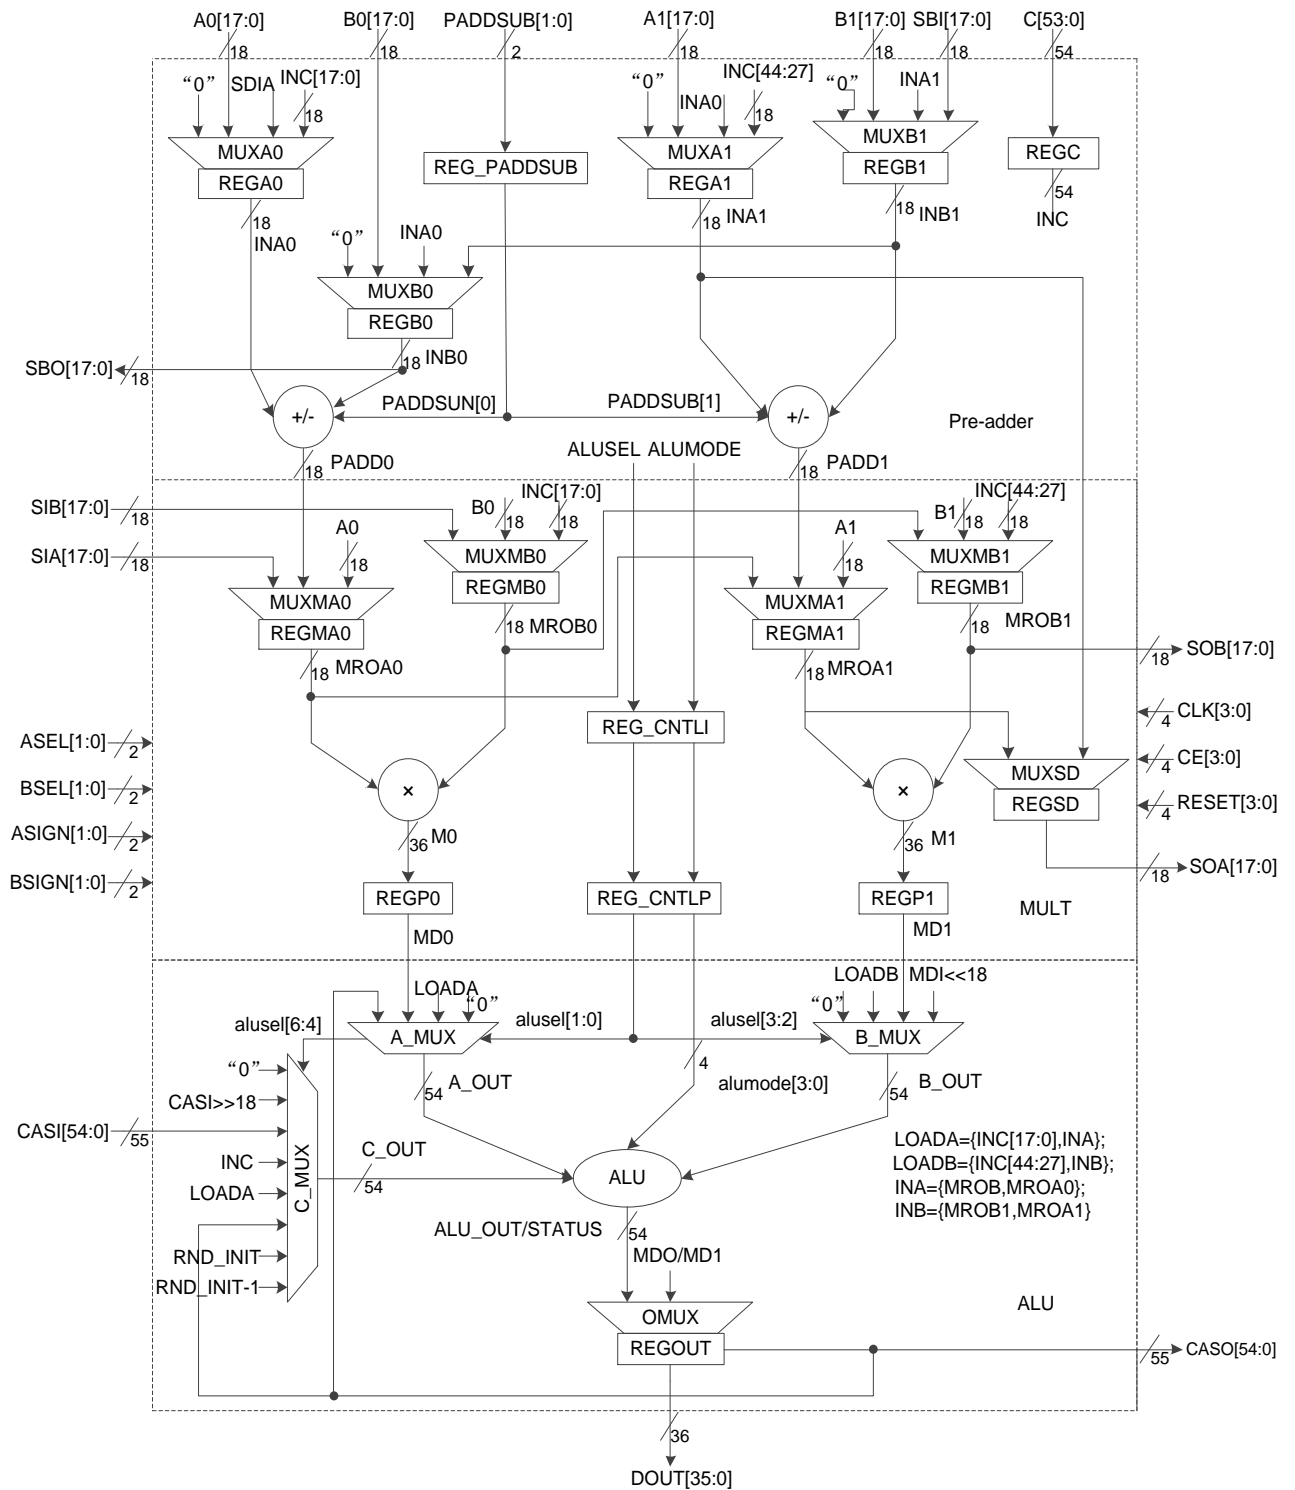 A0[17:0] B0[17:0] PADDSUB[1:0] A1[17:0] B1[17:0] SBI[17:0] C[53:0]
18 18 2 18 18 18 54
“0” SDIA INC[17:0] “0” INA0 INC[44:27] “0” INA1
18 18
MUXA0 MUXA1 MUXB1 REGC
REGA0 REG_PADDSUB REGA1 REGB1
18 18 18 54
INA0 INA1 INB1 INC
“0” INA0
MUXB0
REGB0
18 INB0
SBO[17:0] 18
+/- PADDSUN[0] PADDSUB[1] +/-
Pre-adder
ALUSEL ALUMODE
18 PADD0 18 PADD1
SIB[17:0] 18 B0 18 INC[17:0] 18 B1 18 INC[44:27] 18
SIA[17:0] 18 A0 18 A1 18
MUXMB0 MUXMB1
REGMB0 REGMB1
MUXMA0 MUXMA1
REGMA0 REGMA1
18 MROB0 18 MROB1
18 MROA0 18 MROA1
18 SOB[17:0]
REG_CNTLI
4 CLK[3:0]
ASEL[1:0] 2
4 CE[3:0]
MUXSD
REGSD
BSEL[1:0] 2 × ×
4 RESET[3:0]
ASIGN[1:0] 2 36 M0 36 M1
18 SOA[17:0]
BSIGN[1:0] 2
REGP0 REG_CNTLP REGP1
MULT
MD0 MD1
LOADA “0” LOADB MDI<<18
“0”
alusel[6:4] A_MUX alusel[1:0] alusel[3:2] B_MUX
“0” 4
54 A_OUT alumode[3:0] 54 B_OUT
CASI>>18
CASI[54:0] 55
INC
LOADA
RND_INIT
RND_INIT-1
C_MUX
C_OUT
54
ALU
LOADA={INC[17:0],INA};
LOADB={INC[44:27],INB};
INA={MROB,MROA0};
INB={MROB1,MROA1}
ALU_OUT/STATUS 54
MDO/MD1
OMUX
REGOUT
ALU
55 CASO[54:0]
36
DOUT[35:0]